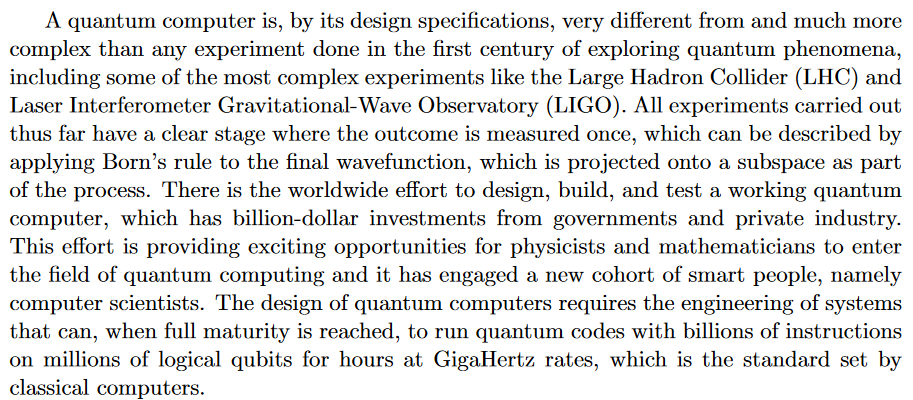 A quantum computer is, by its design specifications, very different from and much more
complex than any experiment done in the first century of exploring quantum phenomena,
including some of the most complex experiments like the Large Hadron Collider (LHC) and
Laser Interferometer Gravitational-Wave Observatory (LIGO). All experiments carried out
thus far have a clear stage where the outcome is measured once, which can be described by
applying Born's rule to the final wavefunction, which is projected onto a subspace as part
of the process. There is the worldwide effort to design, build, and test a working quantum
computer, which has billion-dollar investments from governments and private industry.
This effort is providing exciting opportunities for physicists and mathematicians to enter
the field of quantum computing and it has engaged a new cohort of smart people, namely
computer scientists. The design of quantum computers requires the engineering of systems
that can, when full maturity is reached, to run quantum codes with billions of instructions
on millions of logical qubits for hours at GigaHertz rates, which is the standard set by
classical computers.